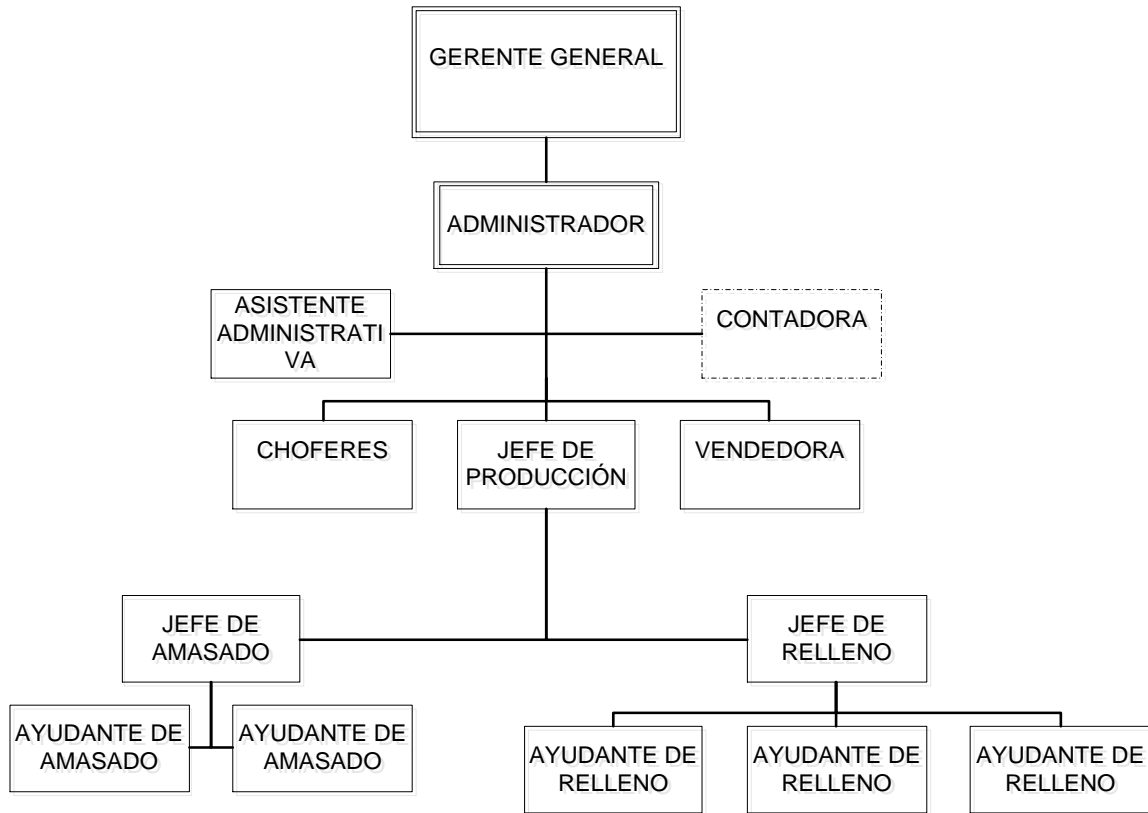 GERENTE GENERAL
ADMINISTRADOR
ASISTENTE
ADMINISTRATI
VA
CONTADORA
CHOFERES
JEFE DE
PRODUCCIÓN
VENDEDORA
JEFE DE
AMASADO
JEFE DE
RELLENO
AYUDANTE DE
AMASADO
AYUDANTE DE
AMASADO
AYUDANTE DE
RELLENO
AYUDANTE DE
RELLENO
AYUDANTE DE
RELLENO